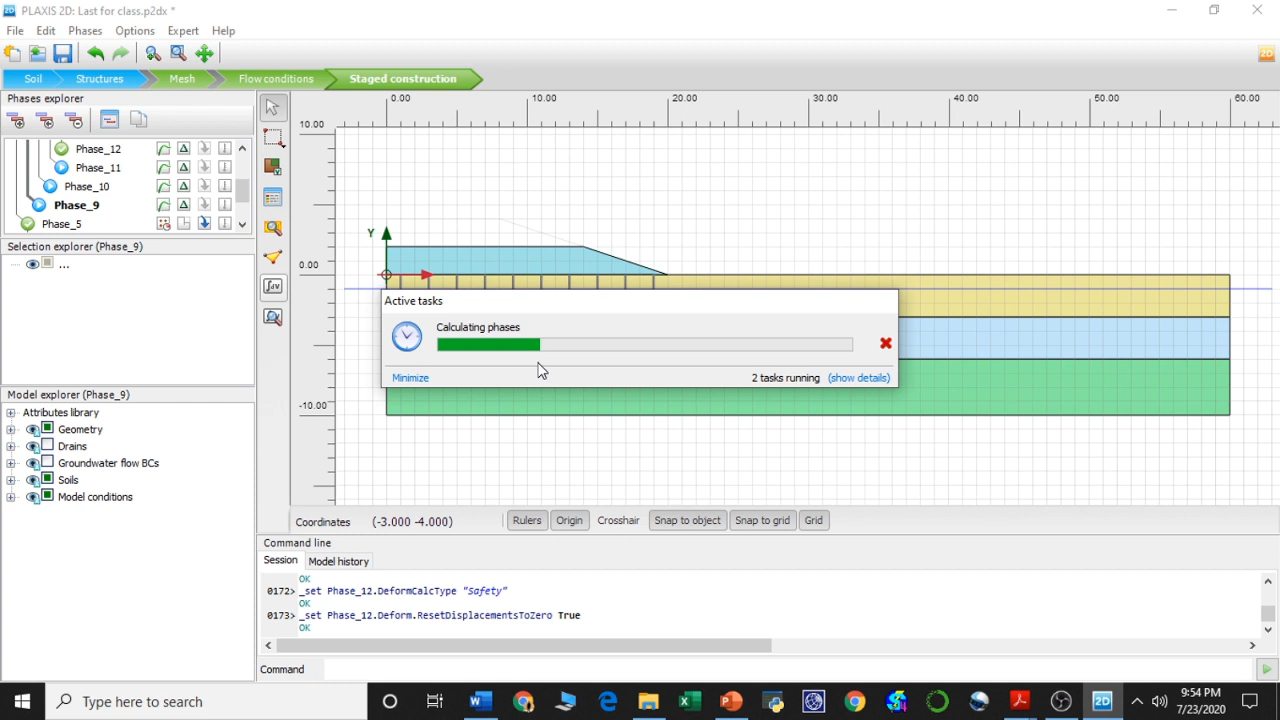 PLAXIS 2D: Last for class.p2dx *
File Edit Phases Options Expert Help
2D
Soil Structures Mesh Flow conditions Staged construction
Phases explorer
Phase_12
Phase_11
Phase_10
Phase_9
Phase_5
Selection explorer (Phase_9)
...
Model explorer (Phase_9)
Attributes library
Geometry
Drains
Groundwater flow BCs
Soils
Model conditions
0.00 10.00 20.00 30.00 40.00 50.00 60.00
10.00
0.00
-10.00
Y
Active tasks
Calculating phases
Minimize 2 tasks running (show details)
Coordinates (-3.000 -4.000) Rulers Origin Crosshair Snap to object Snap to grid Grid
Command line
Session Model history
OK
0172> _set Phase_12.DeformCalcType "Safety"
OK
0173> _set Phase_12.Deform.ResetDisplacementsToZero True
OK
Command
Type here to search
9:54 PM
7/23/2020